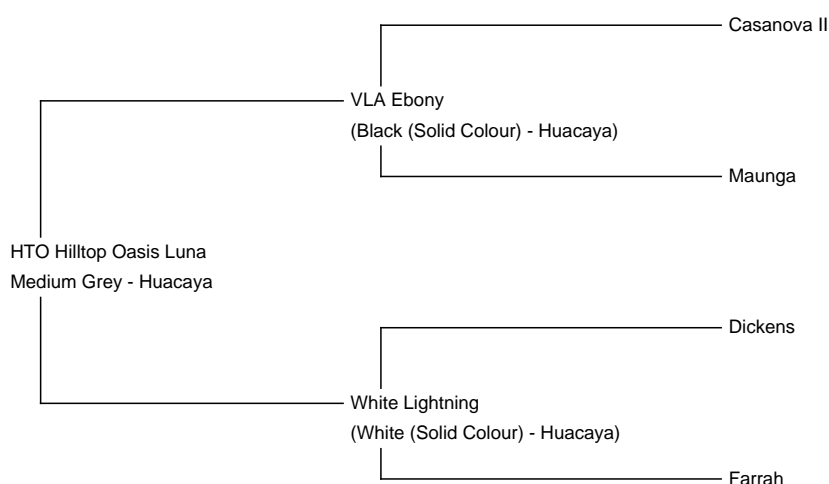 Casanova II
VLA Ebony
(Black (Solid Colour) - Huacaya)
Maunga
HTO Hilltop Oasis Luna
Medium Grey - Huacaya
Dickens
White Lightning
(White (Solid Colour) - Huacaya)
Farrah